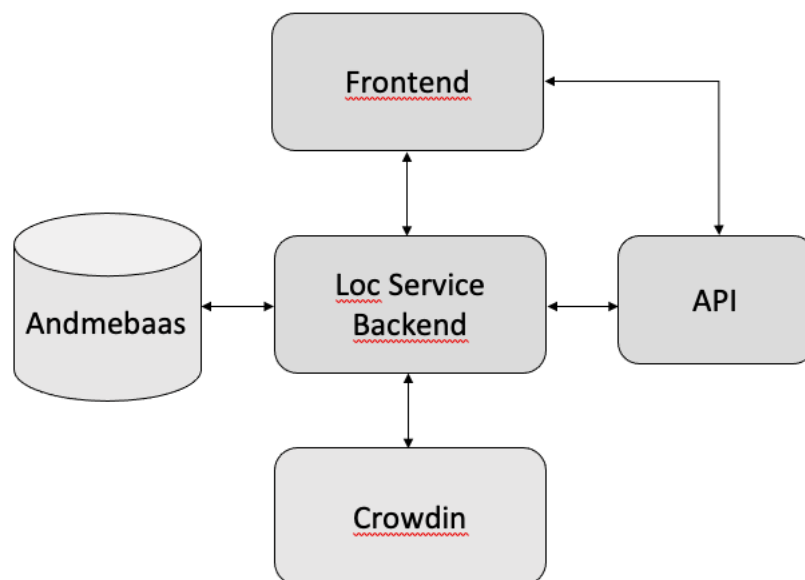 Frontend
Andmebaas
Loc Service
Backend
API
Crowdin